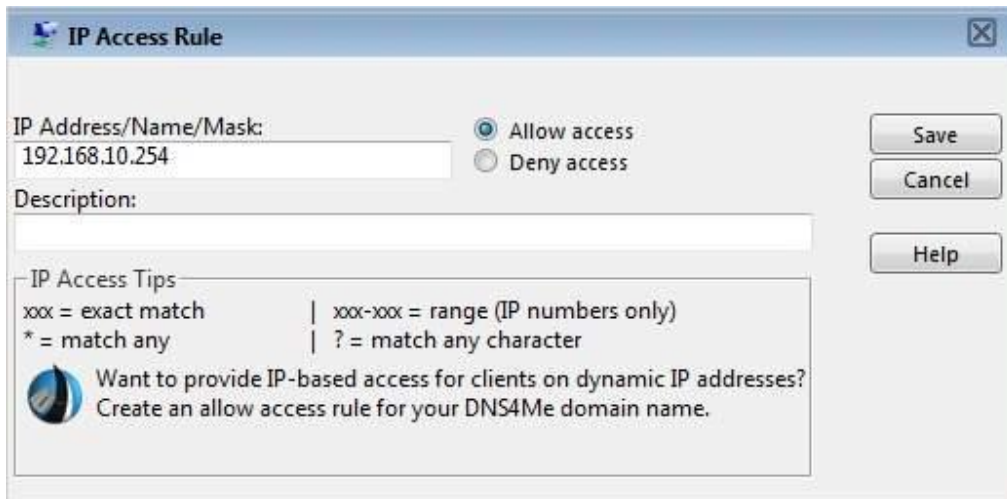 IP Access Rule
IP Address/Name/Mask:
192.168.10.254
Allow access
Deny access
Save
Cancel
Description:
Help
IP Access Tips
xxx = exact match | xxx-xxx = range (IP numbers only)
* = match any | ? = match any character
Want to provide IP-based access for clients on dynamic IP addresses?
Create an allow access rule for your DNS4Me domain name.